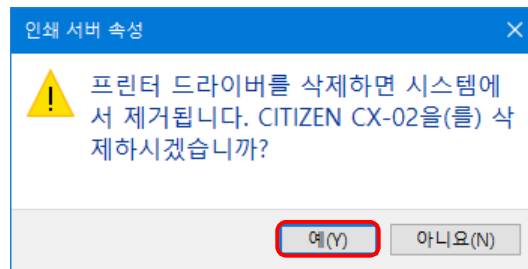 인쇄 서버 속성
프린터 드라이버를 삭제하면 시스템에
서 제거됩니다. CITIZEN CX-02을(를) 삭
제하시겠습니까?
예(Y) 아니요(N)